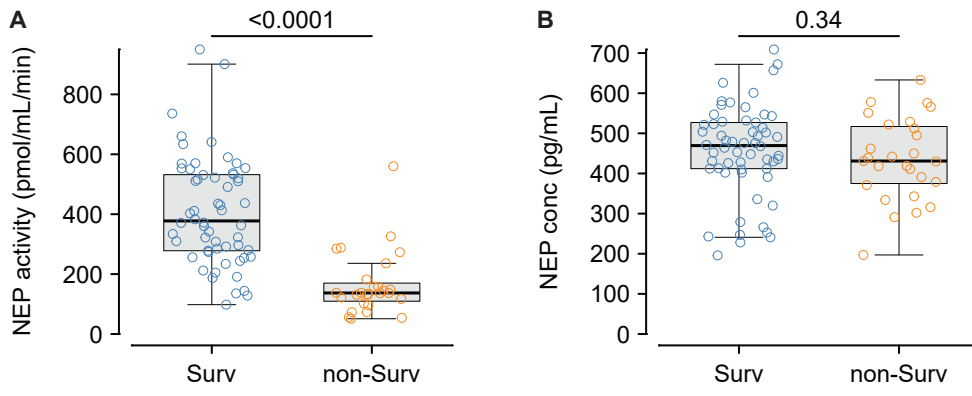 A
<0.0001
NEP activity (pmol/mL/min)
800
600
400
200
0
Surv
non-Surv
B
0.34
NEP conc (pg/mL)
700
600
500
400
300
200
100
0
Surv
non-Surv